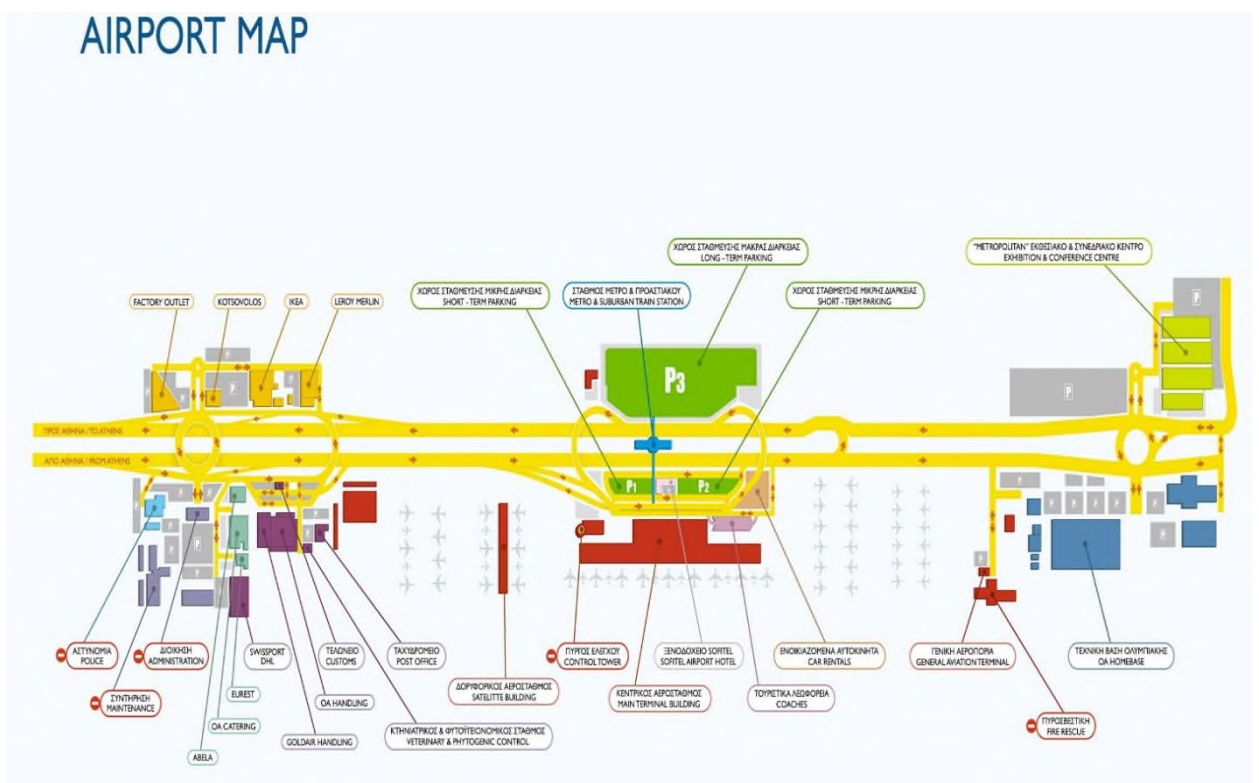 AIRPORT MAP
ΧΩΡΟΣ ΣΤΑΘΜΕΥΣΗΣ ΜΑΚΡΑΣ ΔΙΑΡΚΕΙΑΣ
LONG - TERM PARKING
"METROPOLITAN" ΕΚΘΕΣΙΑΚΟ & ΣΥΝΕΔΡΙΑΚΟ ΚΕΝΤΡΟ
EXHIBITION & CONFERENCE CENTRE
FACTORY OUTLET
KOTSOVOLOS
IKEA
LEROY MERLIN
ΧΩΡΟΣ ΣΤΑΘΜΕΥΣΗΣ ΜΙΚΡΗΣ ΔΙΑΡΚΕΙΑΣ
SHORT - TERM PARKING
ΣΤΑΘΜΟΣ ΜΕΤΡΟ & ΠΡΟΑΣΤΙΑΚΟΥ
METRO & SUBURBAN TRAIN STATION
ΧΩΡΟΣ ΣΤΑΘΜΕΥΣΗΣ ΜΙΚΡΗΣ ΔΙΑΡΚΕΙΑΣ
SHORT - TERM PARKING
P
P
P
P3
P
ΠΡΟΣ ΑΘΗΝΑ / TO ATHENS
ΑΠΟ ΑΘΗΝΑ / FROM ATHENS
P1
P2
P
P
P
P
P
P
P
ΑΣΤΥΝΟΜΙΑ
POLICE
ΔΙΟΙΚΗΣΗ
ADMINISTRATION
SWISSPORT
DHL
ΤΕΛΩΝΕΙΟ
CUSTOMS
ΤΑΧΥΔΡΟΜΕΙΟ
POST OFFICE
ΠΥΡΓΟΣ ΕΛΕΓΧΟΥ
CONTROL TOWER
ΞΕΝΟΔΟΧΕΙΟ SOFITEL
SOFITEL AIRPORT HOTEL
ΕΝΟΙΚΙΑΖΟΜΕΝΑ ΑΥΤΟΚΙΝΗΤΑ
CAR RENTALS
ΓΕΝΙΚΗ ΑΕΡΟΠΟΡΙΑ
GENERAL AVIATION TERMINAL
ΤΕΧΝΙΚΗ ΒΑΣΗ ΟΛΥΜΠΙΑΚΗΣ
OA HOMEBASE
ΣΥΝΤΗΡΗΣΗ
MAINTENANCE
EUREST
OA HANDLING
ΔΟΡΥΦΟΡΙΚΟΣ ΑΕΡΟΣΤΑΘΜΟΣ
SATELITTE BUILDING
ΚΕΝΤΡΙΚΟΣ ΑΕΡΟΣΤΑΘΜΟΣ
MAIN TERMINAL BUILDING
ΤΟΥΡΙΣΤΙΚΑ ΛΕΩΦΟΡΕΙΑ
COACHES
OA CATERING
GOLDAIR HANDLING
ΚΤΗΝΙΑΤΡΙΚΟΣ & ΦΥΤΟΫΓΕΙΟΝΟΜΙΚΟΣ ΣΤΑΘΜΟΣ
VETERINARY & PHYTOGENIC CONTROL
ΠΥΡΟΣΒΕΣΤΙΚΗ
FIRE RESCUE
ABELA